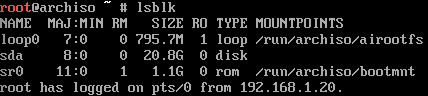 root@archiso ~ # lsblk
NAME  MAJ:MIN RM   SIZE RO TYPE MOUNTPOINTS
loop0   7:0    0 795.7M  1 loop /run/archiso/airootfs
sda     8:0    0  20.8G  0 disk
sr0    11:0    1   1.1G  0 rom  /run/archiso/bootmnt
root has logged on pts/0 from 192.168.1.20.